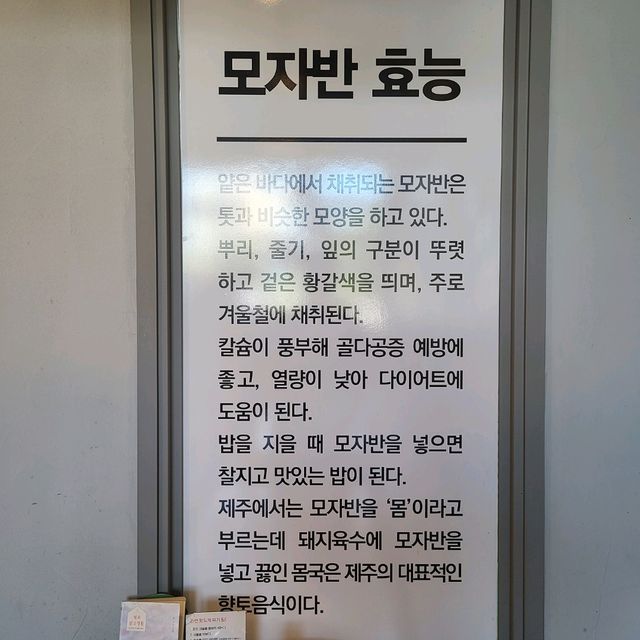 모자반 효능
얕은 바다에서 채취되는 모자반은
톳과 비슷한 모양을 하고 있다.
뿌리, 줄기, 잎의 구분이 뚜렷
하고 겉은 황갈색을 띄며, 주로
겨울철에 채취된다.
칼슘이 풍부해 골다공증 예방에
좋고, 열량이 낮아 다이어트에
도움이 된다.
밥을 지을 때 모자반을 넣으면
찰지고 맛있는 밥이 된다.
제주에서는 모자반을 ‘몸’이라고
부르는데 돼지육수에 모자반을
넣고 끓인 몸국은 제주의 대표적인
향토음식이다.